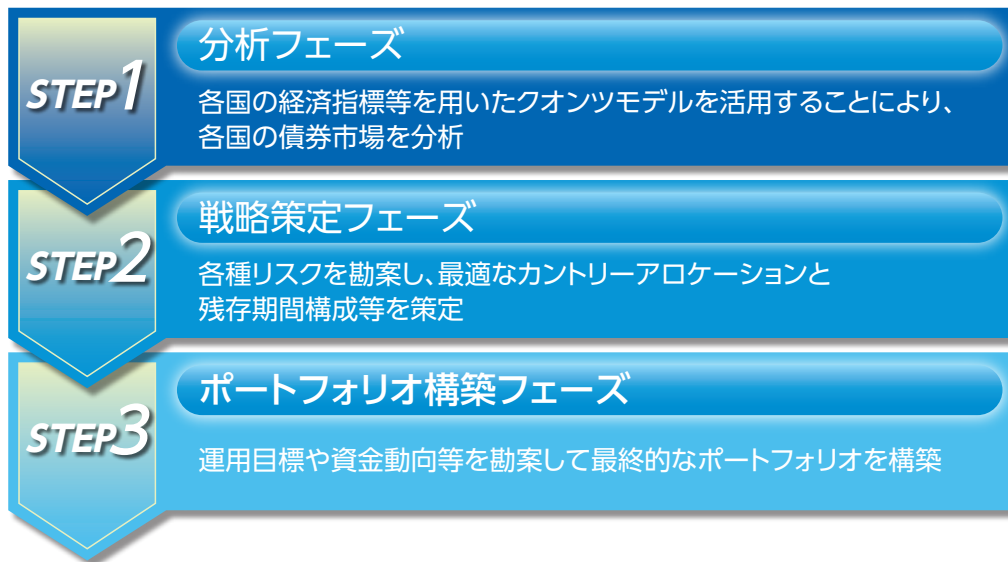 STEP1
分析フェーズ
各国の経済指標等を用いたクオンツモデルを活用することにより、
各国の債券市場を分析
STEP2
戦略策定フェーズ
各種リスクを勘案し、最適なカントリーアロケーションと
残存期間構成等を策定
STEP3
ポートフォリオ構築フェーズ
運用目標や資金動向等を勘案して最終的なポートフォリオを構築